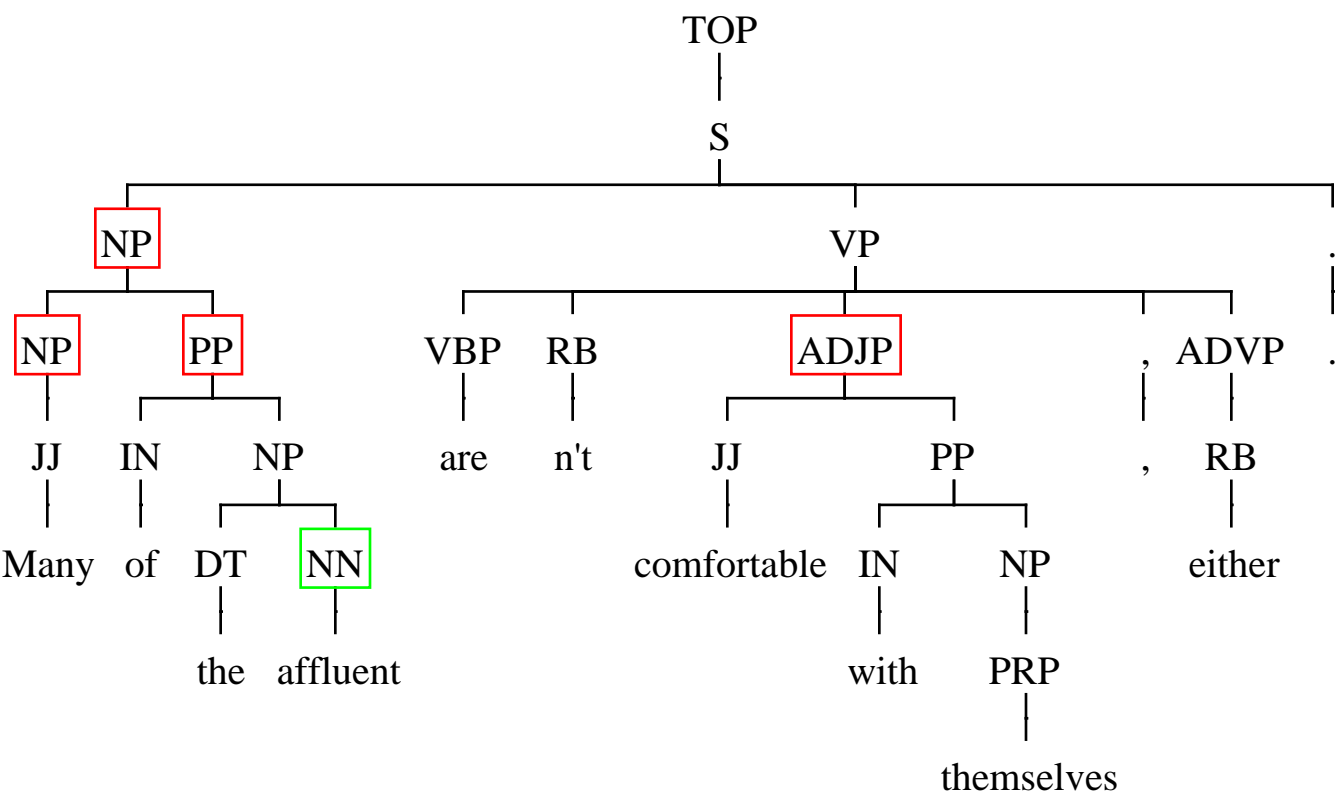 TOP
S
NP VP .
NP PP VBP RB ADJP , ADVP .
JJ IN NP are n't JJ PP , RB
Many of DT NN comfortable IN NP either
the affluent with PRP
themselves